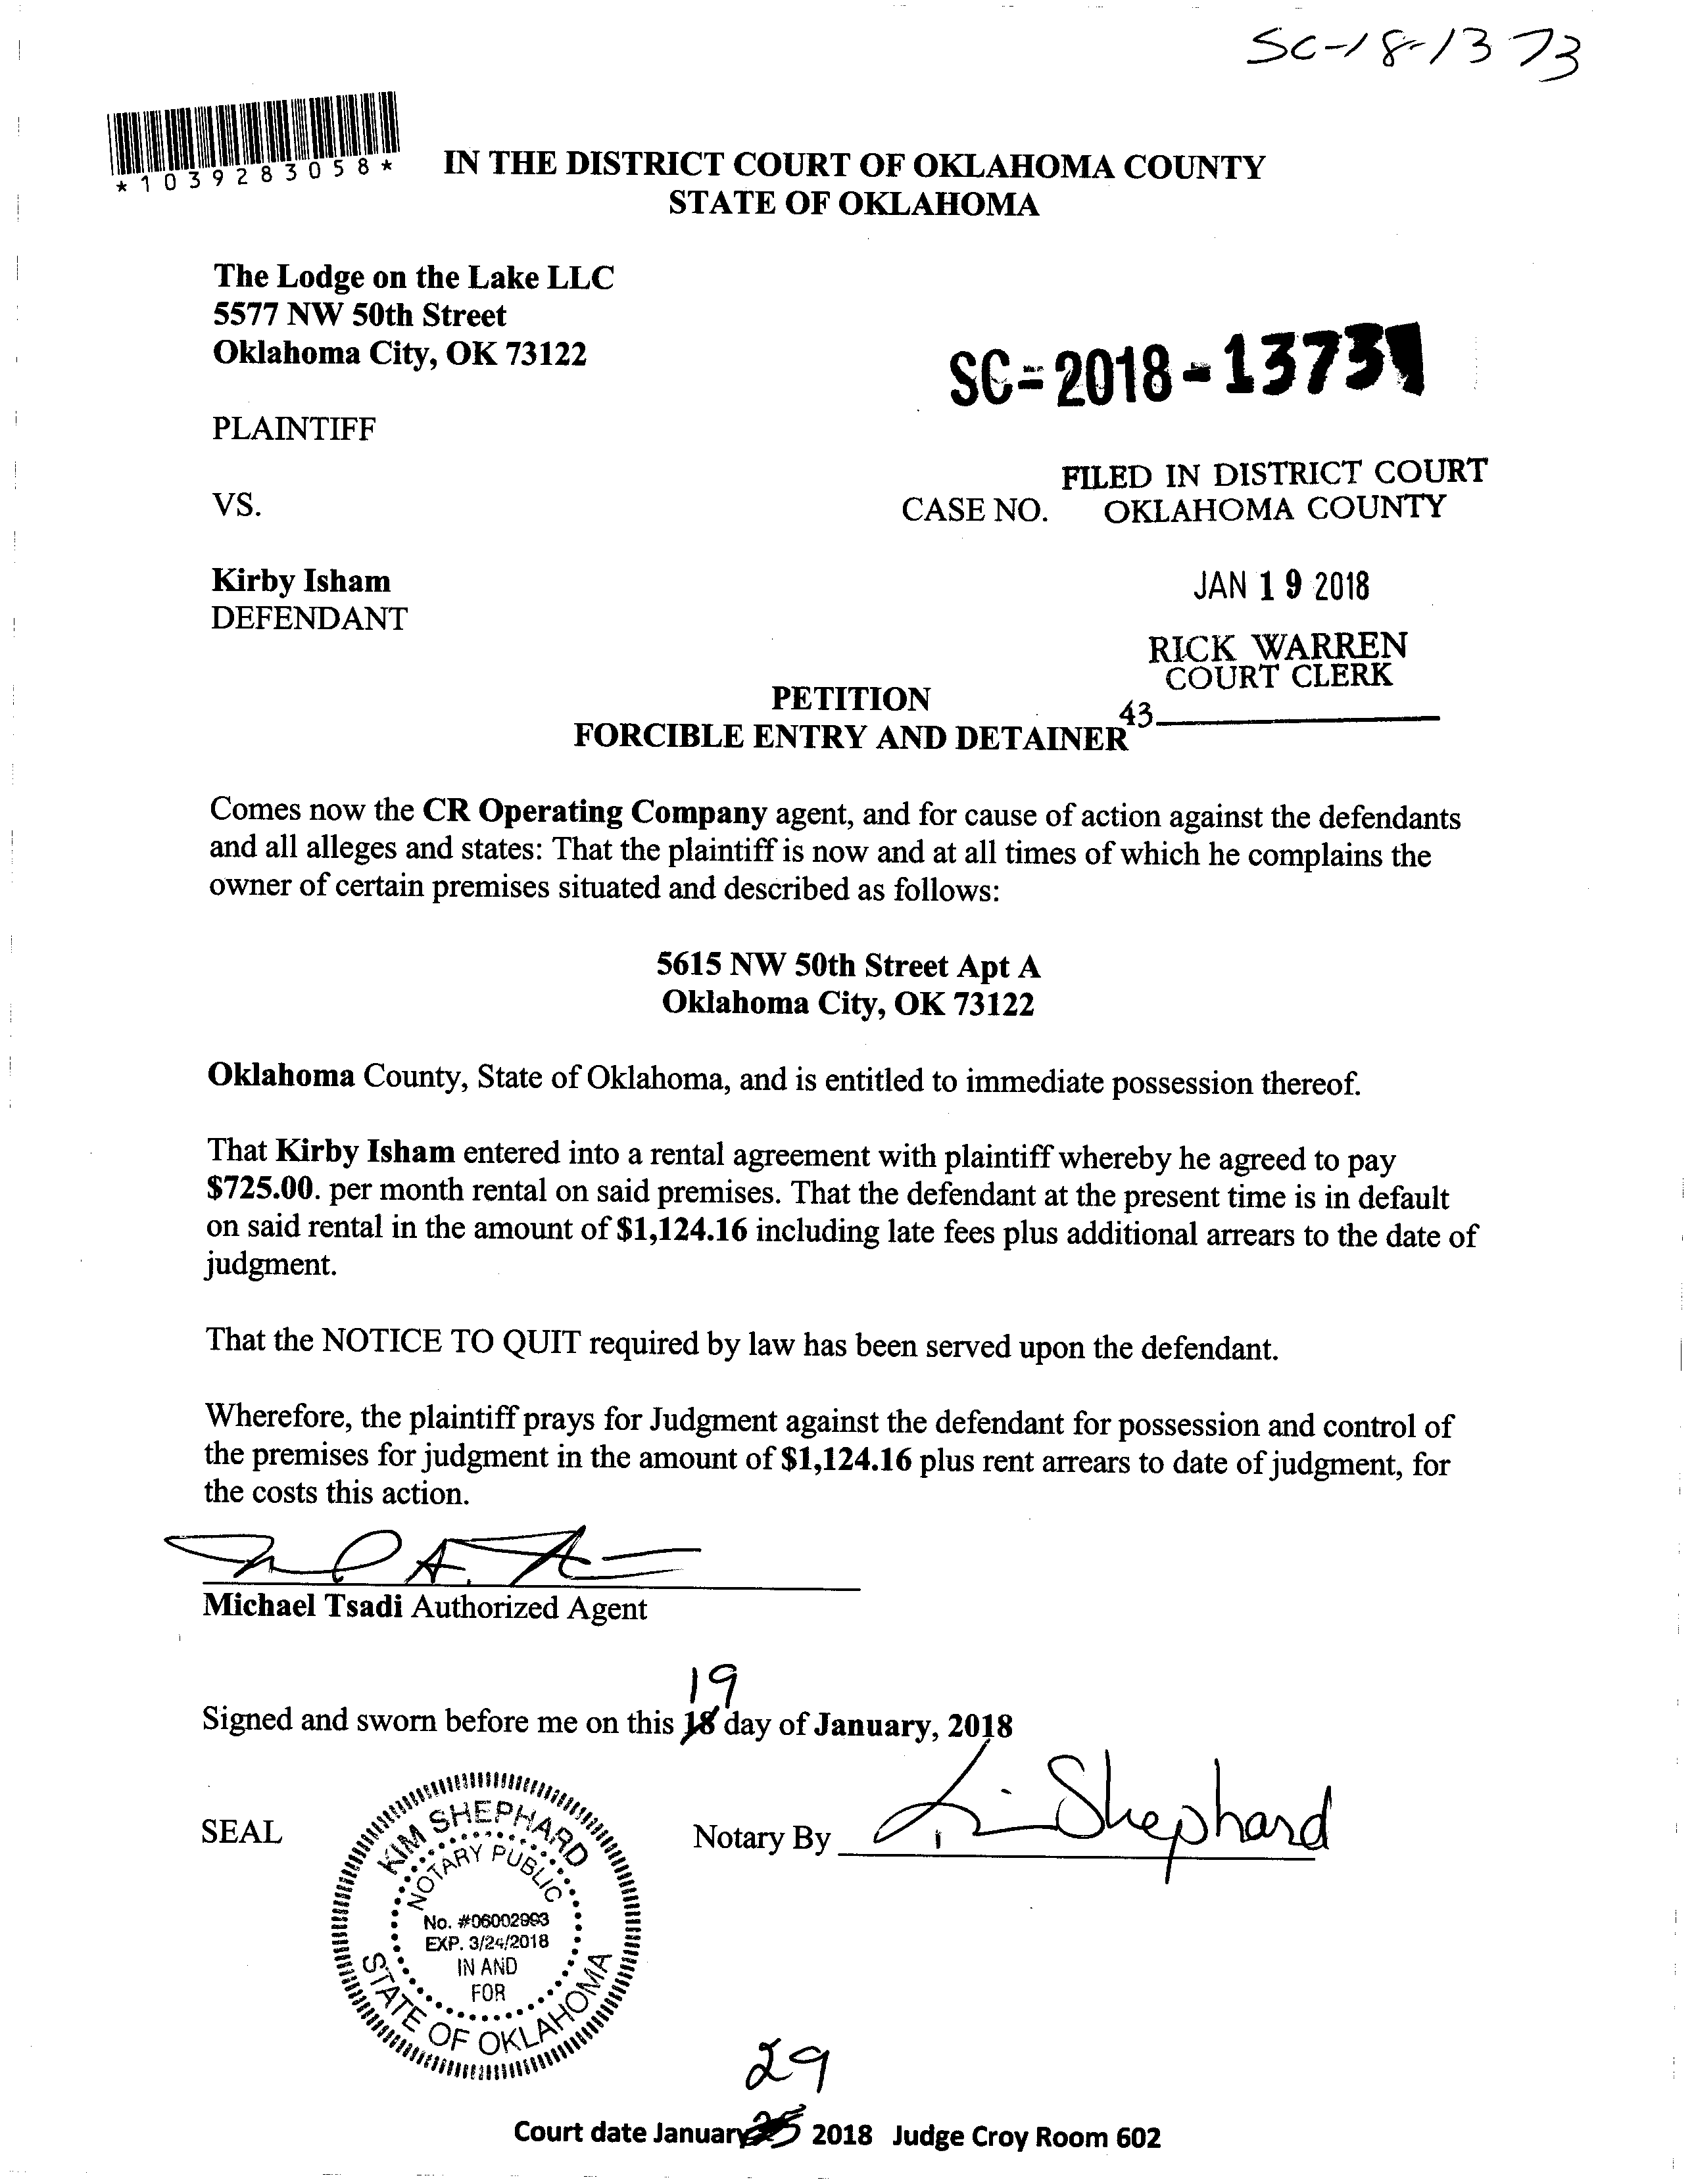 SC-18-1373
*1039283058*
IN THE DISTRICT COURT OF OKLAHOMA COUNTY
STATE OF OKLAHOMA
The Lodge on the Lake LLC
5577 NW 50th Street
Oklahoma City, OK 73122
SC-2018-1373
PLAINTIFF
FILED IN DISTRICT COURT
VS.
CASE NO. OKLAHOMA COUNTY
Kirby Isham
JAN 19 2018
DEFENDANT
RICK WARREN
COURT CLERK
PETITION
43
FORCIBLE ENTRY AND DETAINER
Comes now the CR Operating Company agent, and for cause of action against the defendants
and all alleges and states: That the plaintiff is now and at all times of which he complains the
owner of certain premises situated and described as follows:
5615 NW 50th Street Apt A
Oklahoma City, OK 73122
Oklahoma County, State of Oklahoma, and is entitled to immediate possession thereof.
That Kirby Isham entered into a rental agreement with plaintiff whereby he agreed to pay
$725.00. per month rental on said premises. That the defendant at the present time is in default
on said rental in the amount of $1,124.16 including late fees plus additional arrears to the date of
judgment.
That the NOTICE TO QUIT required by law has been served upon the defendant.
Wherefore, the plaintiff prays for Judgment against the defendant for possession and control of
the premises for judgment in the amount of $1,124.16 plus rent arrears to date of judgment, for
the costs this action.
Michael Tsadi Authorized Agent
19
Signed and sworn before me on this 18 day of January, 2018
SEAL
Notary By Kim Shephard
KIM SHEPHARD
NOTARY PUBLIC
No. #06002993
EXP. 3/24/2018
IN AND
FOR
STATE OF OKLAHOMA
29
Court date January 25 2018 Judge Croy Room 602